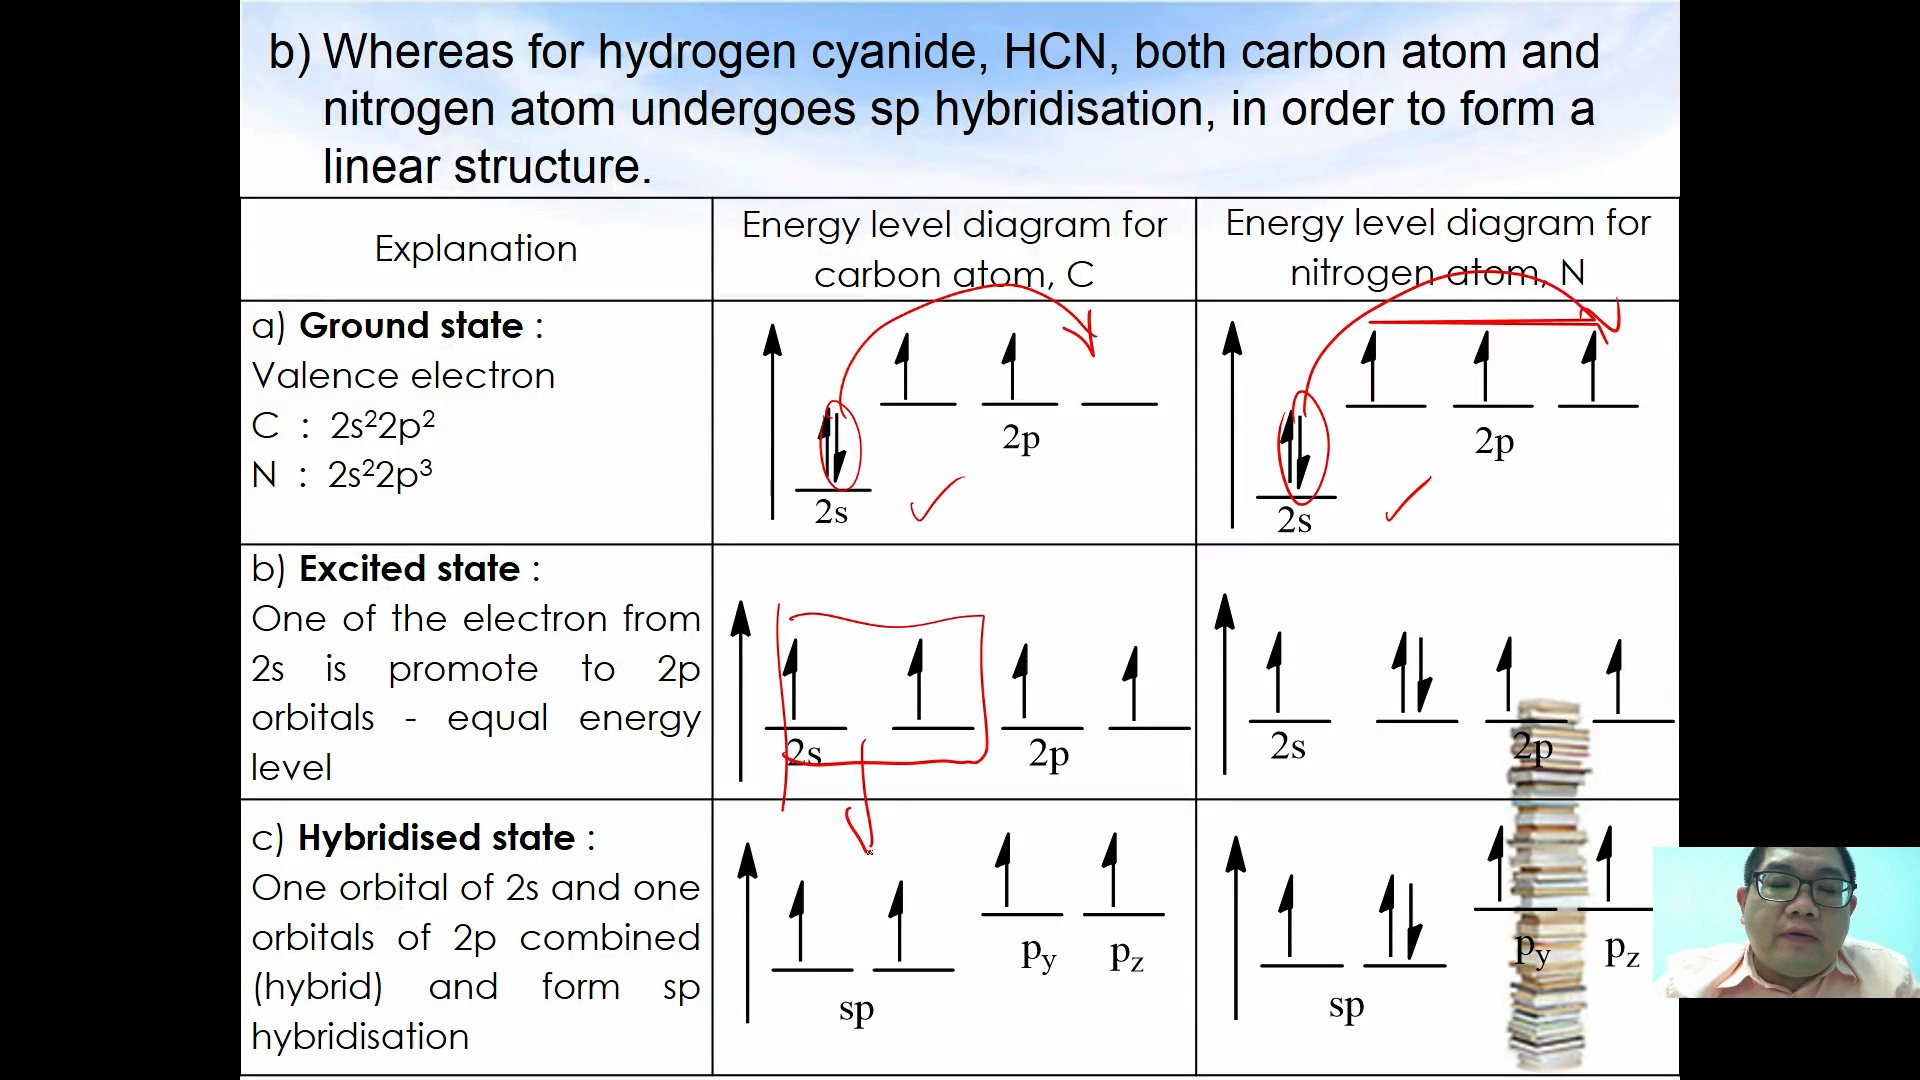 b) Whereas for hydrogen cyanide, HCN, both carbon atom and
nitrogen atom undergoes sp hybridisation, in order to form a
linear structure.
Explanation
Energy level diagram for
carbon atom, C
Energy level diagram for
nitrogen atom, N
a) Ground state :
Valence electron
C : 2s²2p²
N : 2s²2p³
2s
2p
2s
2p
b) Excited state :
One of the electron from
2s is promote to 2p
orbitals - equal energy
level
2s
2p
2s
2p
c) Hybridised state :
One orbital of 2s and one
orbitals of 2p combined
(hybrid) and form sp
hybridisation
sp
py
pz
sp
py
pz